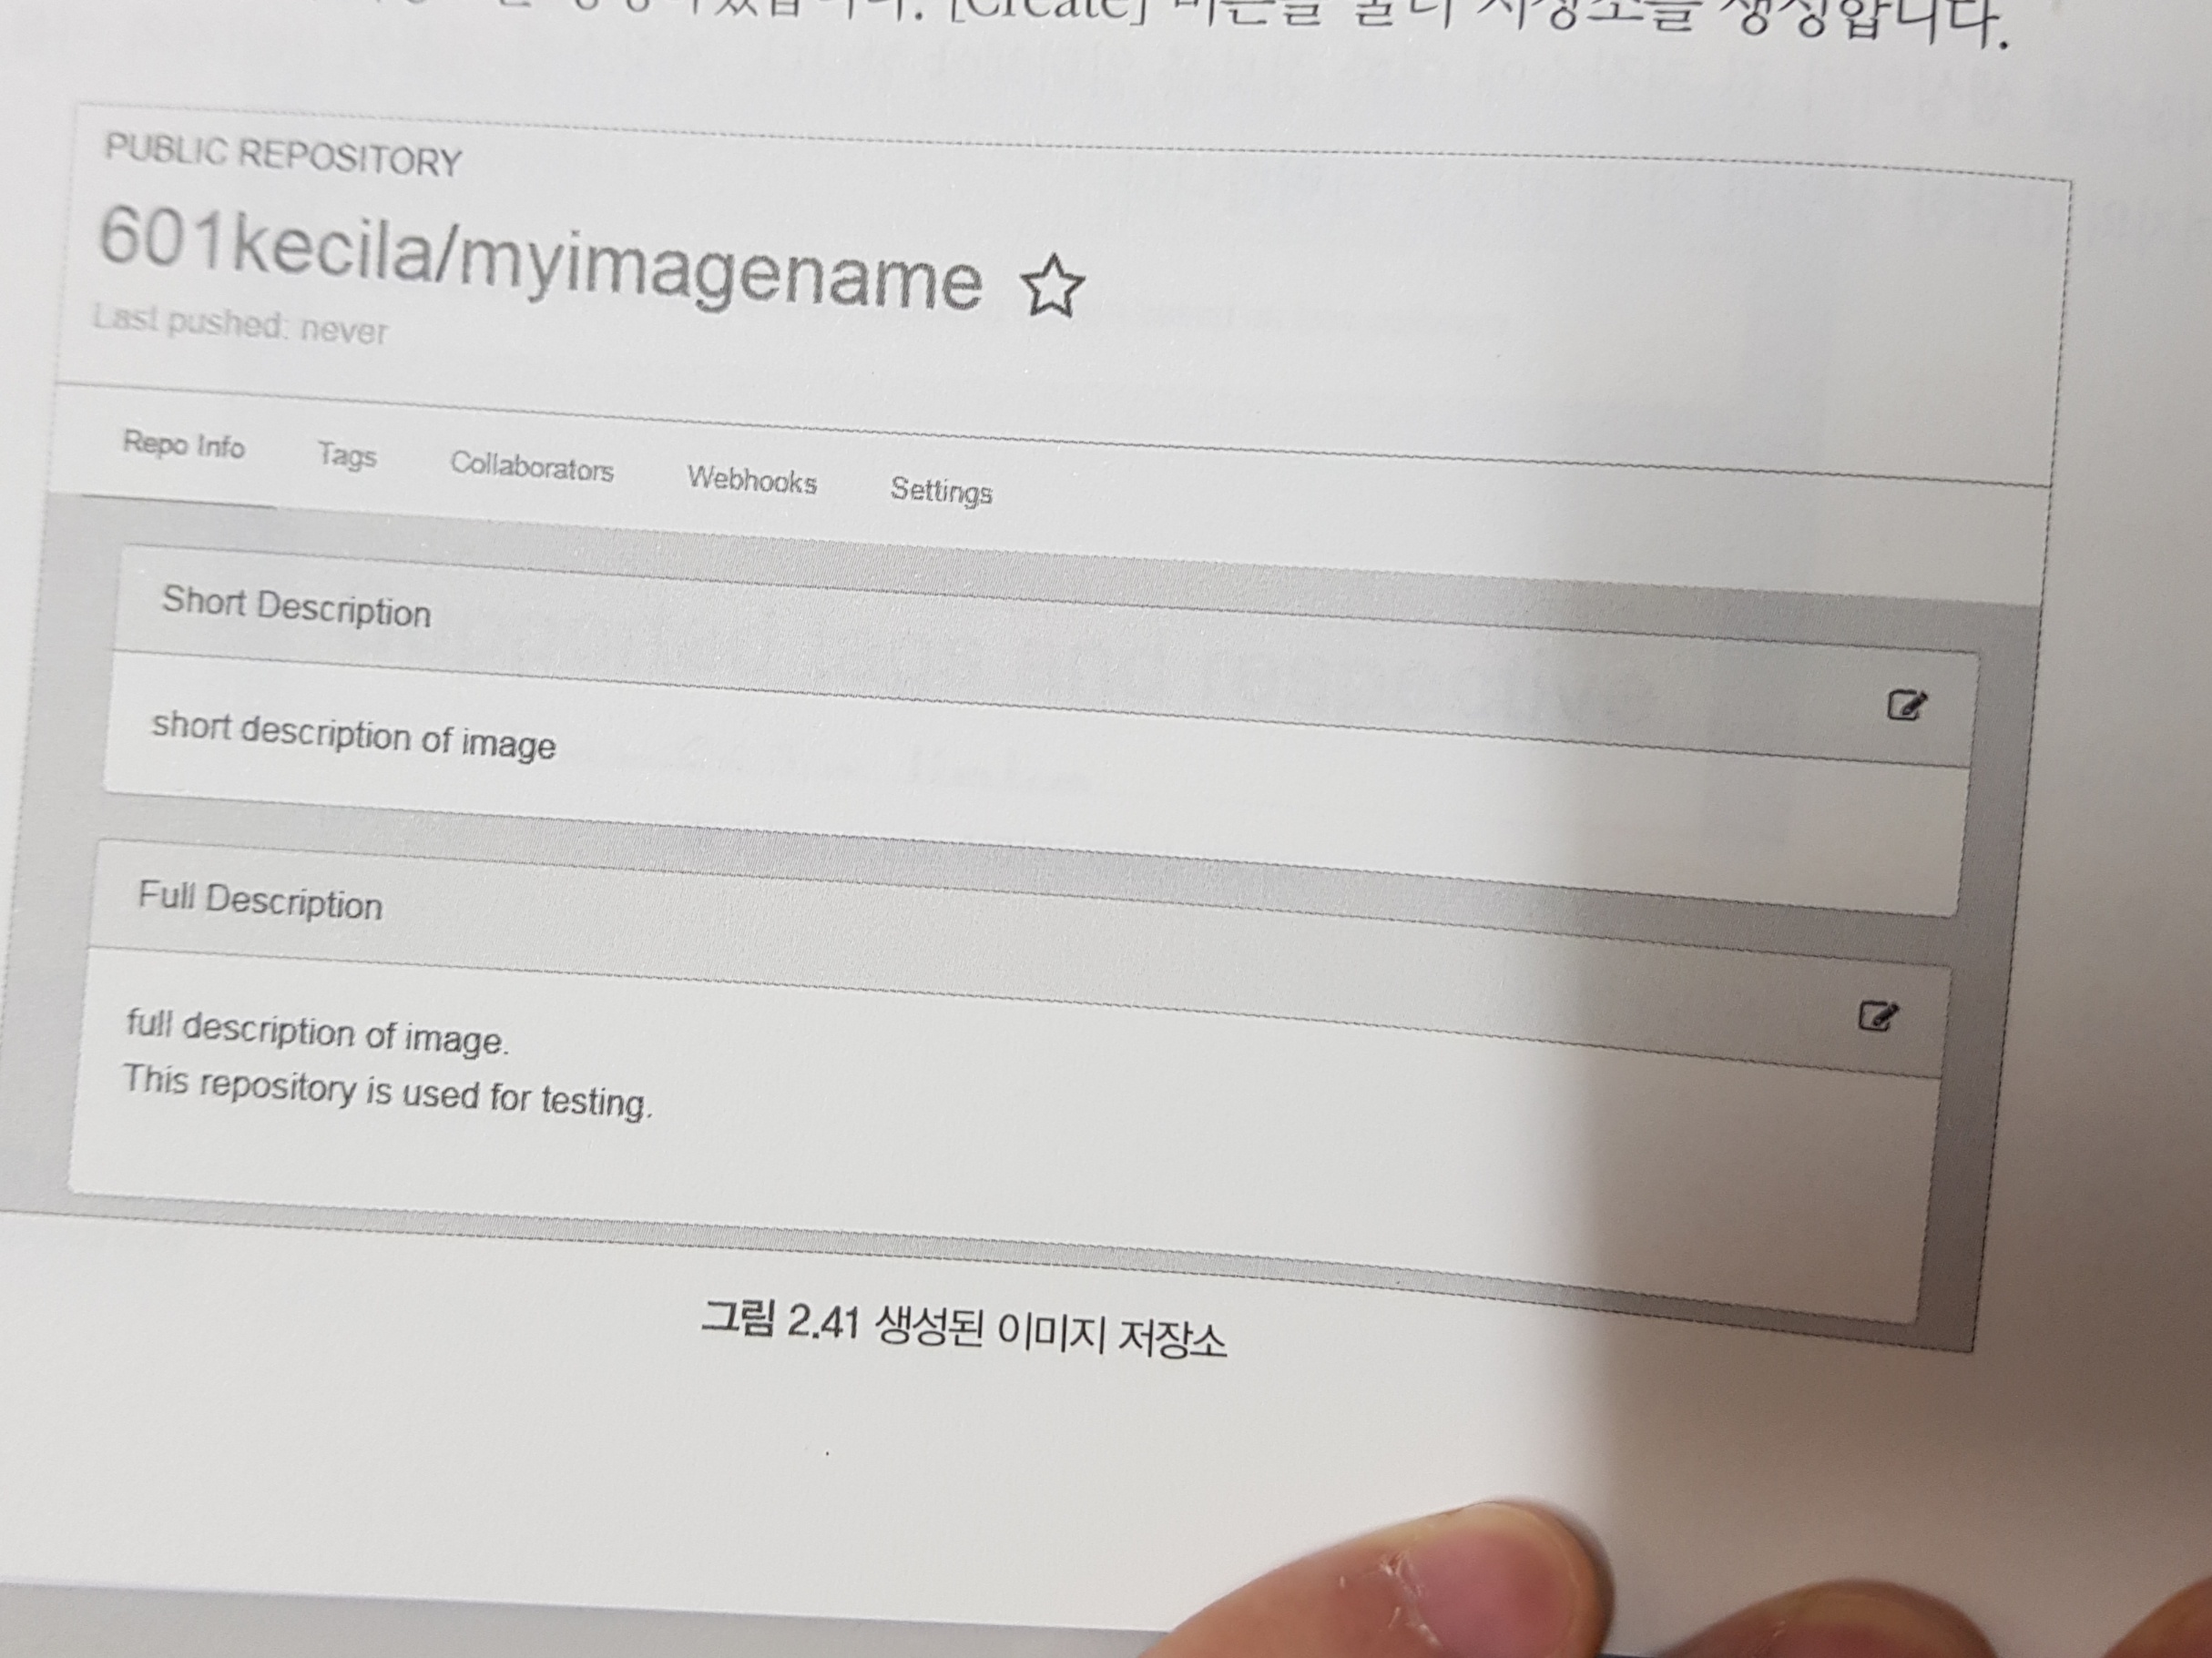 [Create] 버튼을 눌러 저장소를 생성합니다.
PUBLIC REPOSITORY
601kecila/myimagename
Last pushed: never
Repo Info Tags Collaborators Webhooks Settings
Short Description
short description of image
Full Description
full description of image.
This repository is used for testing.
그림 2.41 생성된 이미지 저장소